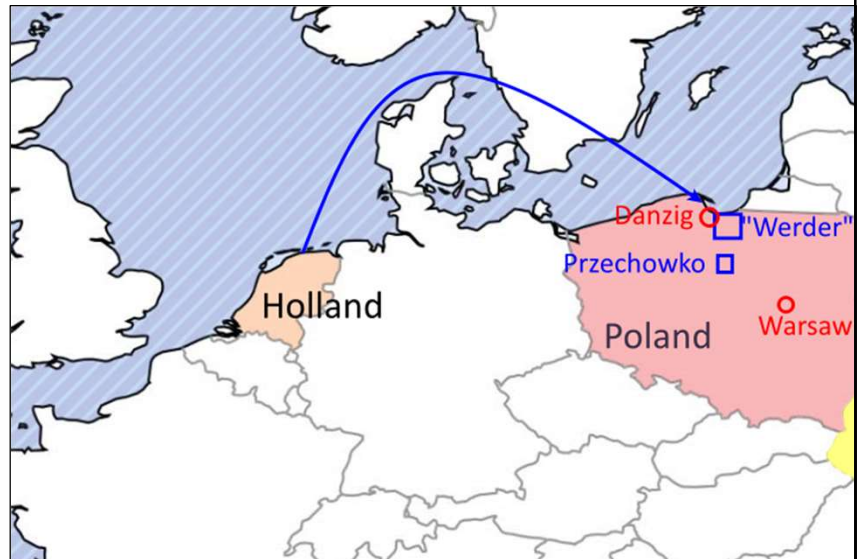 Danzig
"Werder"
Przechowko
Holland
Poland
Warsaw